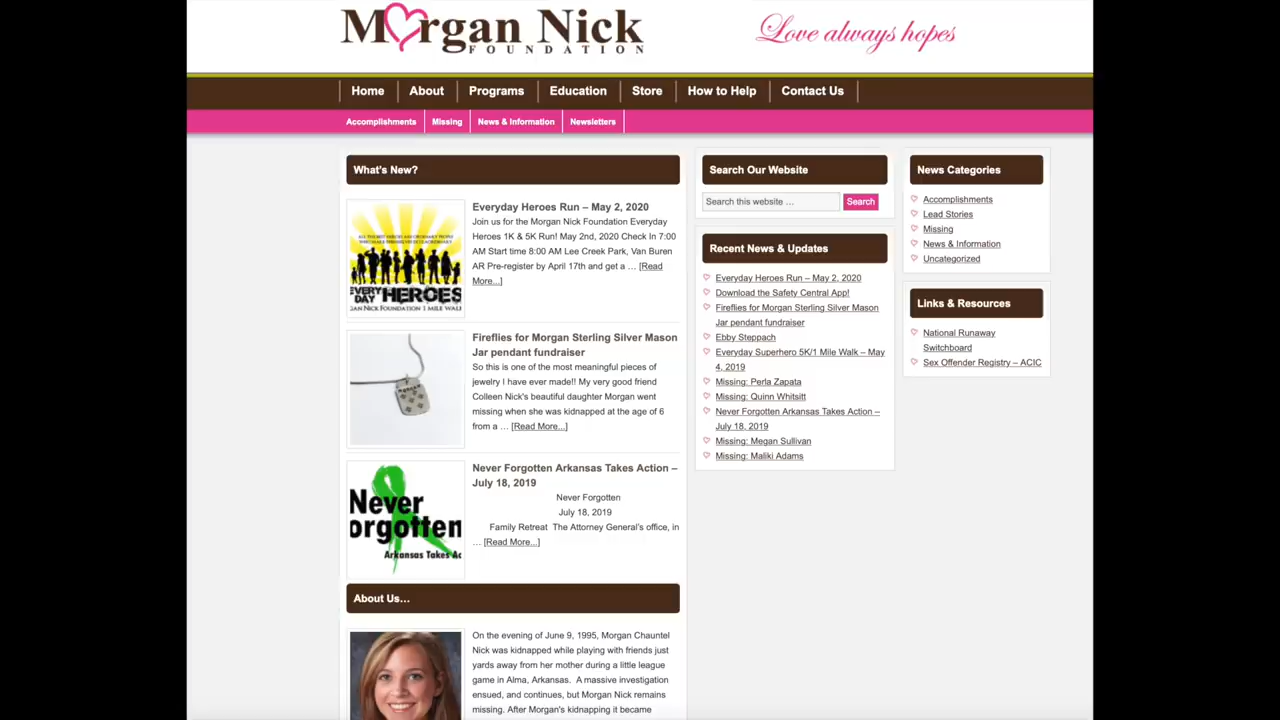 Morgan Nick
FOUNDATION
Love always hopes
Home
About
Programs
Education
Store
How to Help
Contact Us
Accomplishments
Missing
News & Information
Newsletters
What's New?
EVERY
DAY HEROES
Everyday Heroes Run – May 2, 2020
Join us for the Morgan Nick Foundation Everyday
Heroes 1K & 5K Run! May 2nd, 2020 Check In 7:00
AM Start time 8:00 AM Lee Creek Park, Van Buren
AR Pre-register by April 17th and get a … [Read
More...]
Fireflies for Morgan Sterling Silver Mason
Jar pendant fundraiser
So this is one of the most meaningful pieces of
jewelry I have ever made!! My very good friend
Colleen Nick's beautiful daughter Morgan went
missing when she was kidnapped at the age of 6
from a … [Read More...]
Never
orgotten
Arkansas Takes Ac
Never Forgotten Arkansas Takes Action –
July 18, 2019
Never Forgotten
July 18, 2019
Family Retreat The Attorney General's office, in
… [Read More...]
About Us…
On the evening of June 9, 1995, Morgan Chauntel
Nick was kidnapped while playing with friends just
yards away from her mother during a little league
game in Alma, Arkansas. A massive investigation
ensued, and continues, but Morgan Nick remains
missing. After Morgan's kidnapping it became
Search Our Website
Search this website …
Search
Recent News & Updates
Everyday Heroes Run – May 2, 2020
Download the Safety Central App!
Fireflies for Morgan Sterling Silver Mason
Jar pendant fundraiser
Ebby Steppach
Everyday Superhero 5K/1 Mile Walk – May
4, 2019
Missing: Perla Zapata
Missing: Quinn Whitsitt
Never Forgotten Arkansas Takes Action –
July 18, 2019
Missing: Megan Sullivan
Missing: Maliki Adams
News Categories
Accomplishments
Lead Stories
Missing
News & Information
Uncategorized
Links & Resources
National Runaway
Switchboard
Sex Offender Registry – ACIC